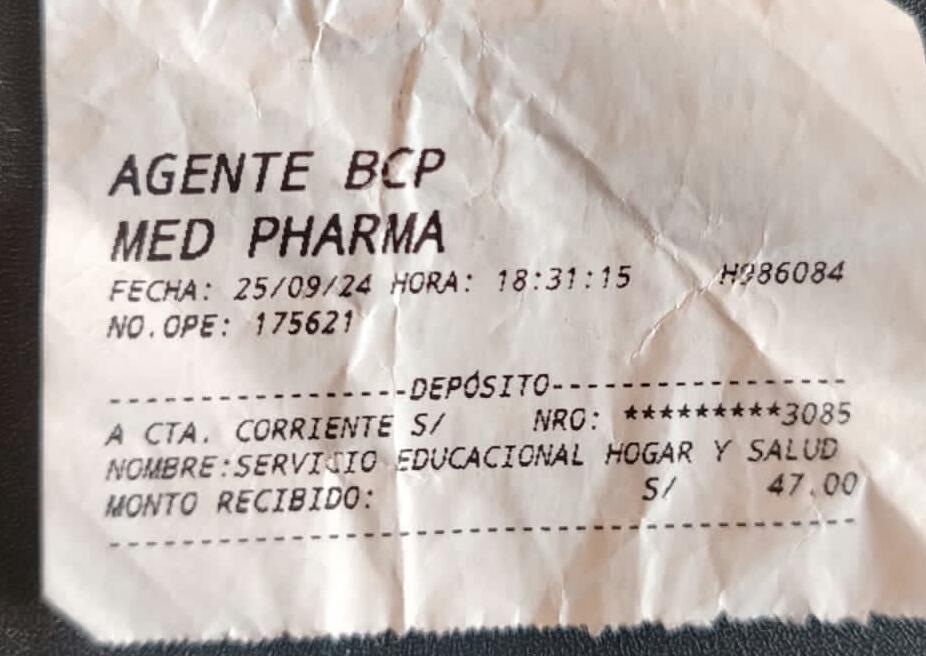 AGENTE BCP
MED PHARMA
FECHA: 25/09/24 HORA: 18:31:15 H986084
NO.OPE: 175621
------------------DEPÓSITO------------------
A CTA. CORRIENTE S/ NRO: *********3085
NOMBRE:SERVICIO EDUCACIONAL HOGAR Y SALUD
MONTO RECIBIDO: S/ 47.00
--------------------------------------------